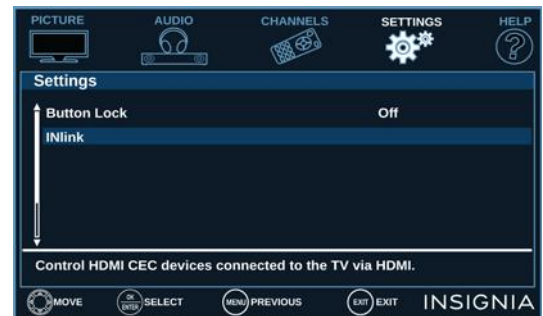 PICTURE AUDIO CHANNELS SETTINGS HELP
Settings
Button Lock Off
INlink
Control HDMI CEC devices connected to the TV via HDMI.
MOVE OK ENTER SELECT MENU PREVIOUS EXIT EXIT INSIGNIA